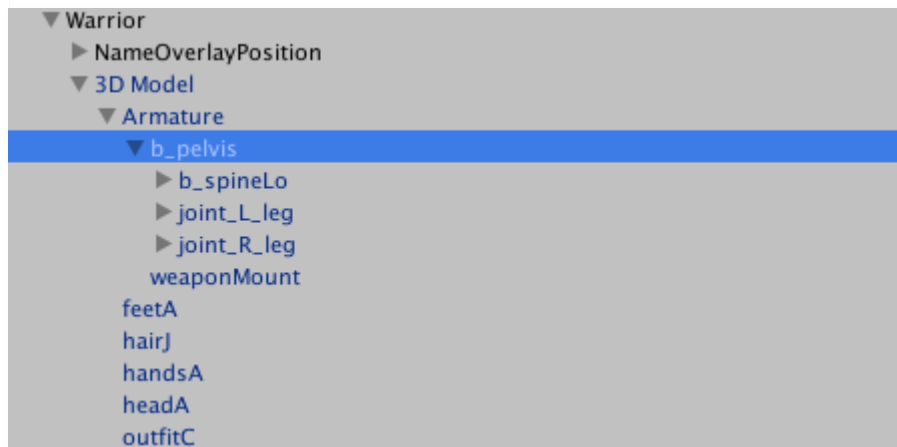 Warrior
NameOverlayPosition
3D Model
Armature
b_pelvis
b_spineLo
joint_L_leg
joint_R_leg
weaponMount
feetA
hairJ
handsA
headA
outfitC